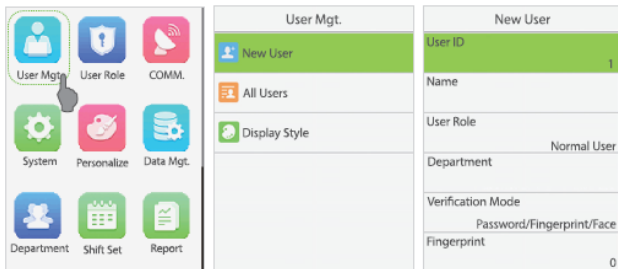 User Mgt.
User Role
COMM.
System
Personalize
Data Mgt.
Department
Shift Set
Report
User Mgt.
New User
All Users
Display Style
New User
User ID
1
Name
User Role
Normal User
Department
Verification Mode
Password/Fingerprint/Face
Fingerprint
0